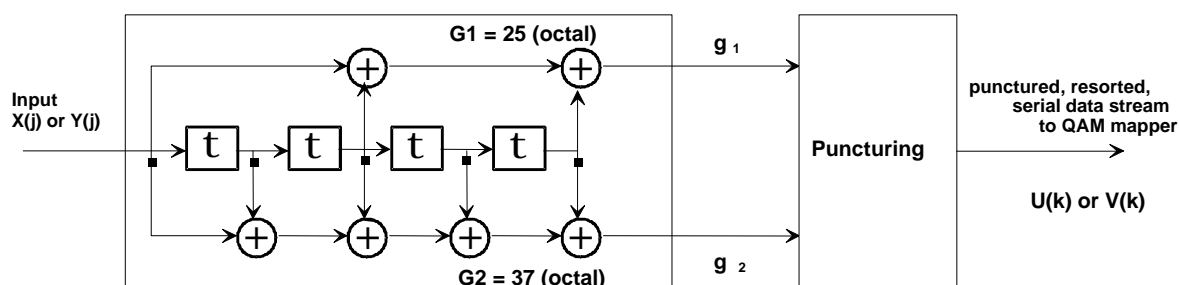 G1 = 25 (octal)
g 1
Input
X(j) or Y(j)
t t t t
Puncturing
punctured, resorted,
serial data stream
to QAM mapper
U(k) or V(k)
g 2
G2 = 37 (octal)